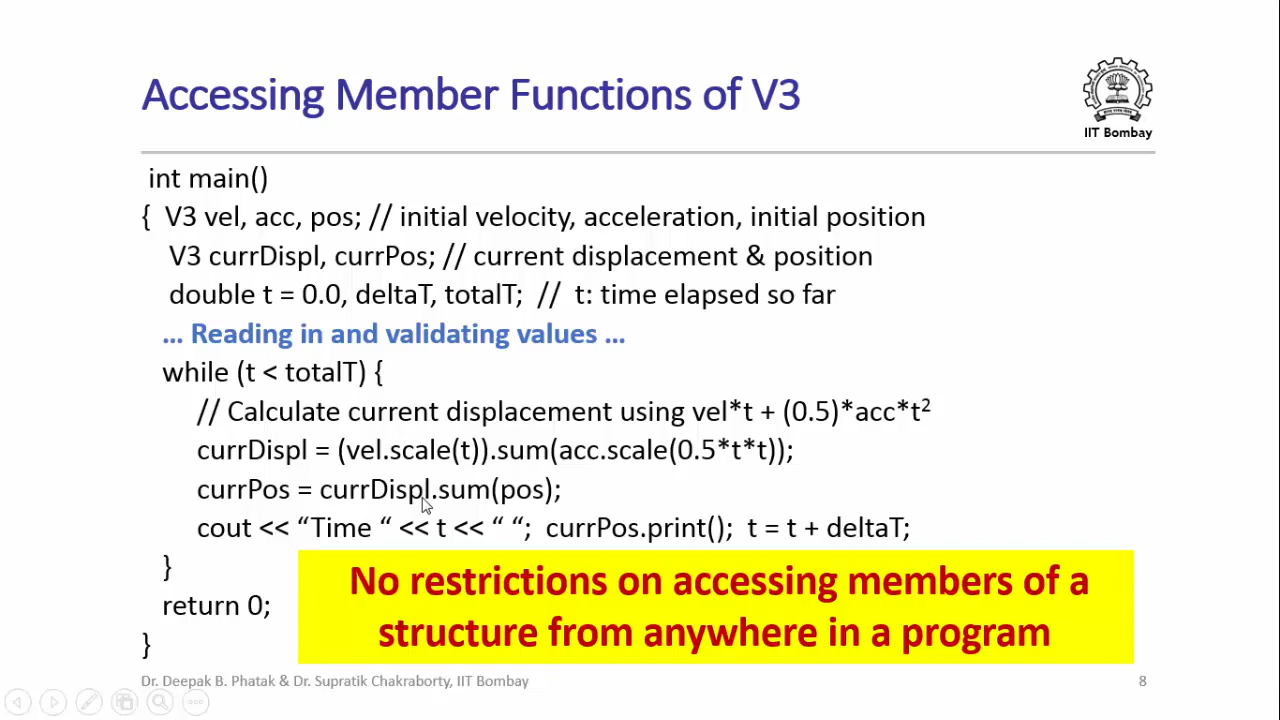 Accessing Member Functions of V3
IIT Bombay
int main()
{ V3 vel, acc, pos; // initial velocity, acceleration, initial position
V3 currDispl, currPos; // current displacement & position
double t = 0.0, deltaT, totalT; // t: time elapsed so far
… Reading in and validating values …
while (t < totalT) {
// Calculate current displacement using vel*t + (0.5)*acc*t²
currDispl = (vel.scale(t)).sum(acc.scale(0.5*t*t));
currPos = currDispl.sum(pos);
cout << “Time “ << t << “ “; currPos.print(); t = t + deltaT;
}
return 0;
}
No restrictions on accessing members of a
structure from anywhere in a program
Dr. Deepak B. Phatak & Dr. Supratik Chakraborty, IIT Bombay
8